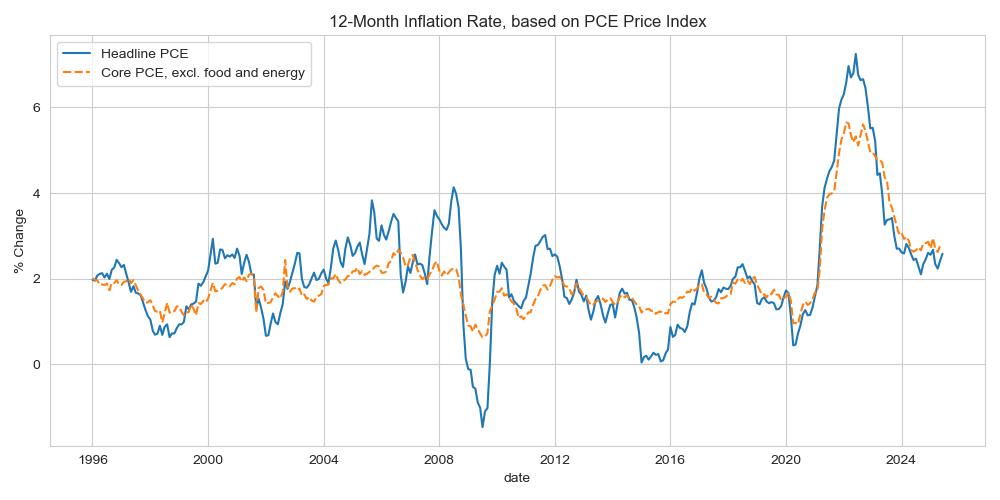 12-Month Inflation Rate, based on PCE Price Index
Headline PCE
Core PCE, excl. food and energy
% Change
6
4
2
0
1996 2000 2004 2008 2012 2016 2020 2024
date